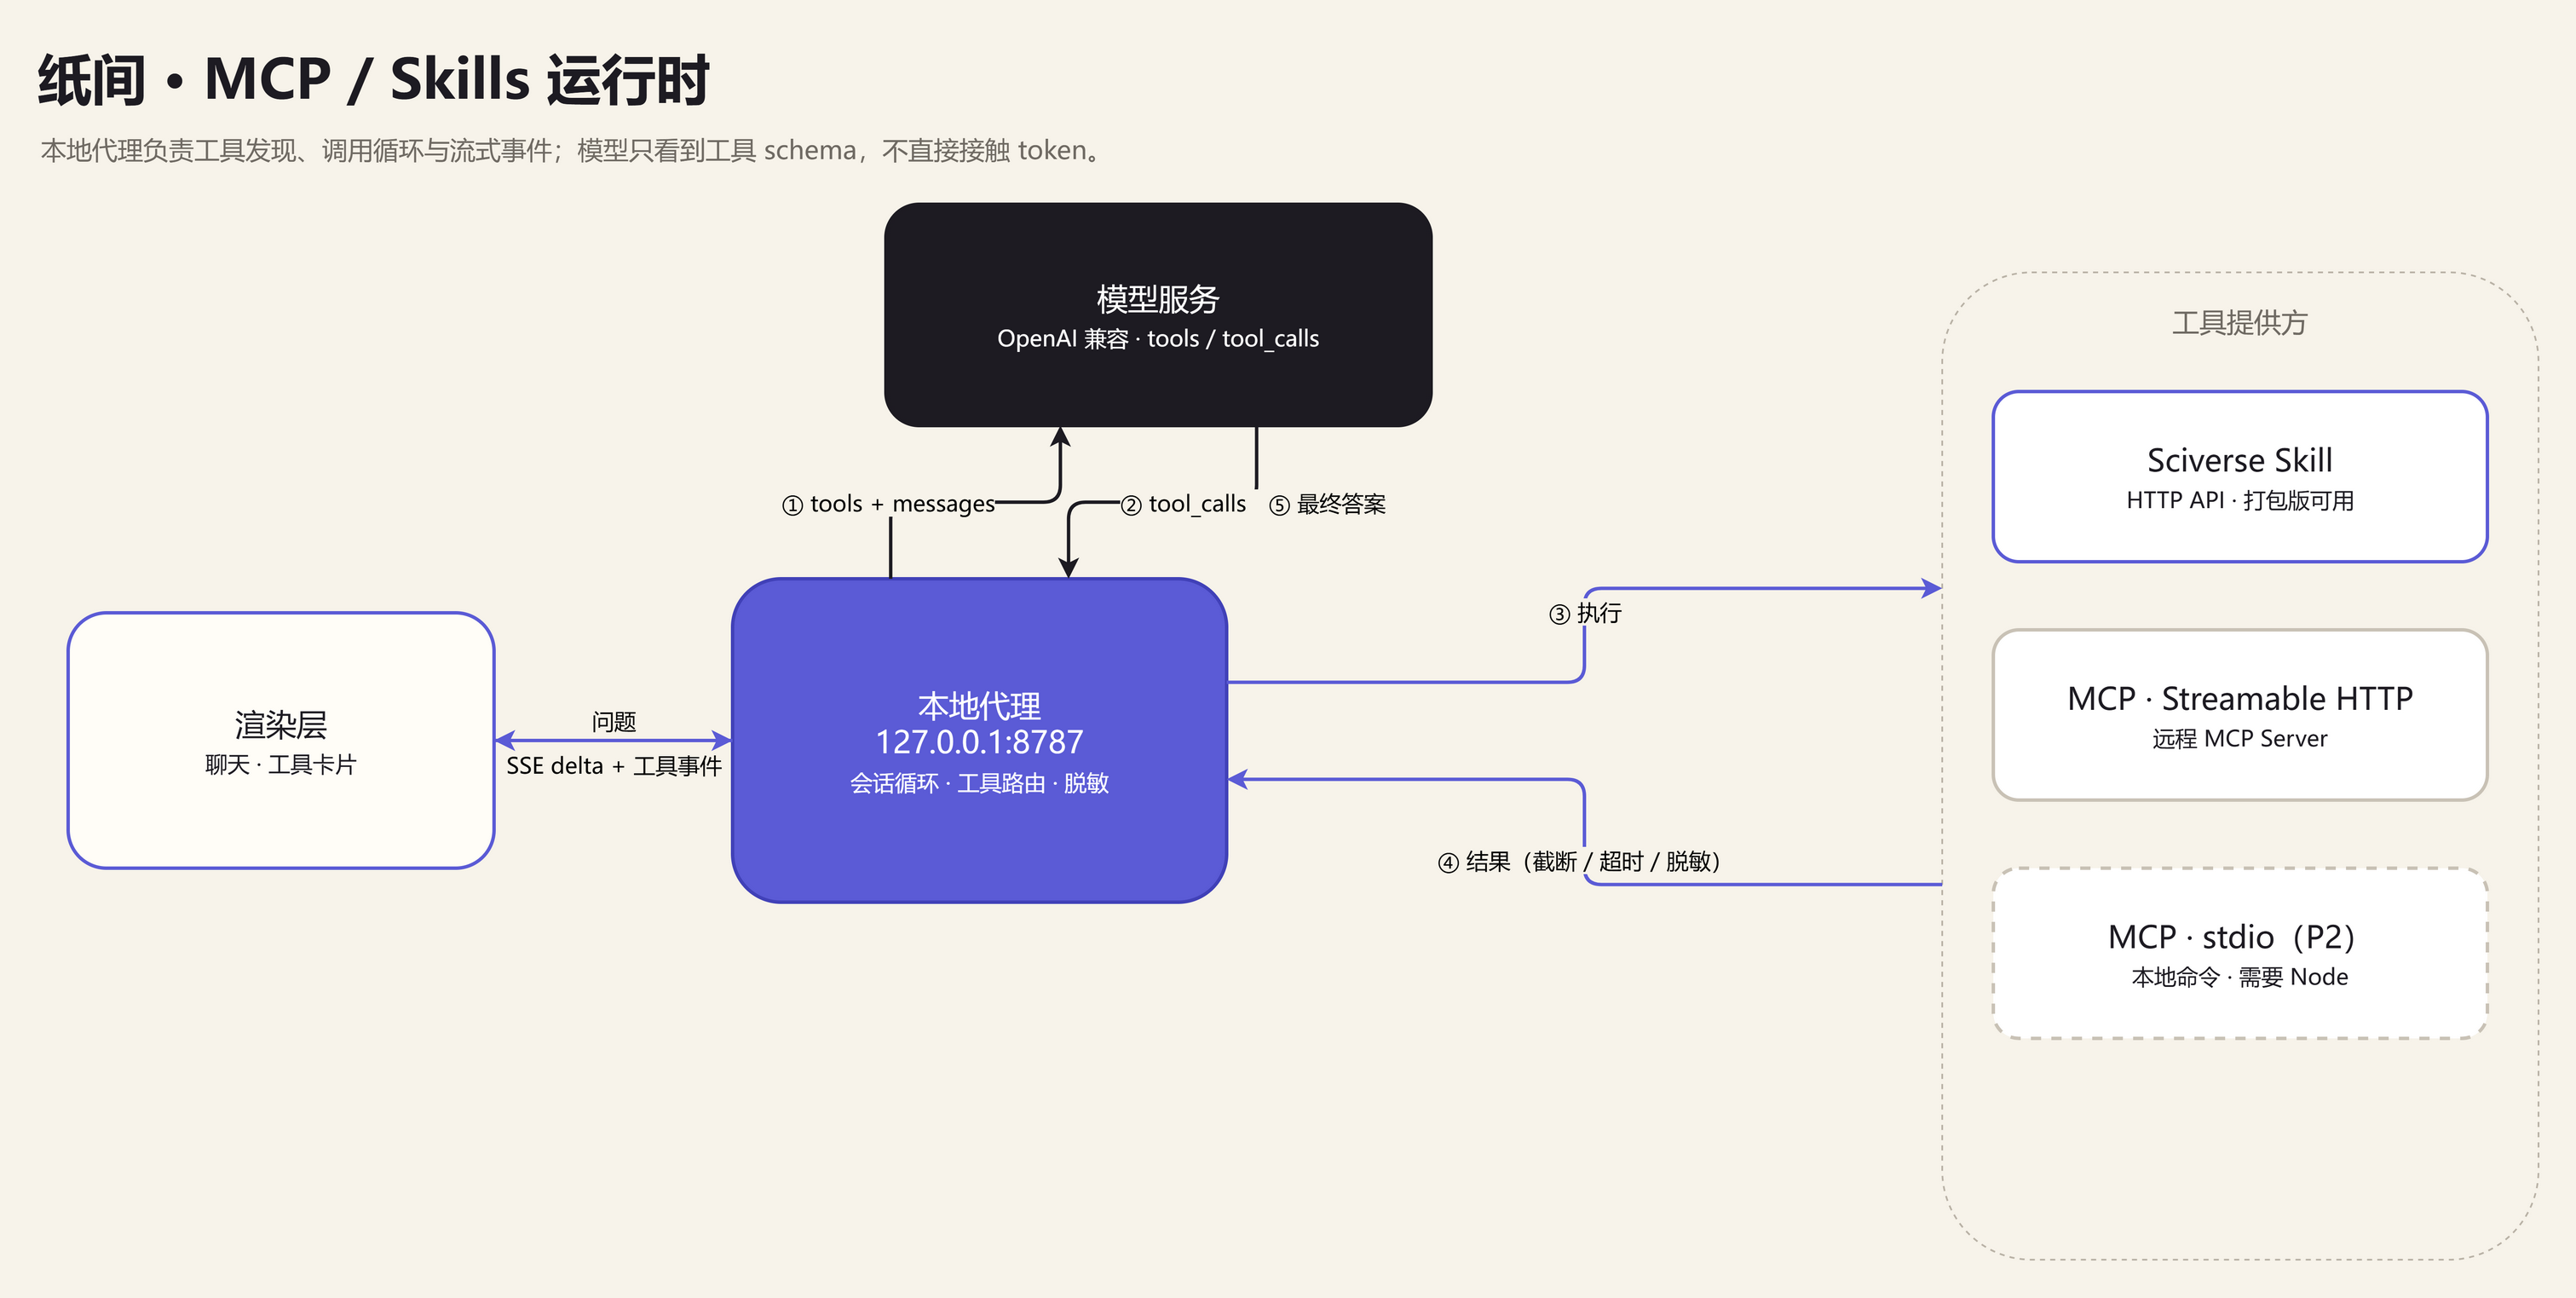 纸间 · MCP / Skills 运行时
本地代理负责工具发现、调用循环与流式事件；模型只看到工具 schema，不直接接触 token。
模型服务
OpenAI 兼容 · tools / tool_calls
① tools + messages
② tool_calls
⑤ 最终答案
渲染层
聊天 · 工具卡片
问题
SSE delta + 工具事件
本地代理
127.0.0.1:8787
会话循环 · 工具路由 · 脱敏
③ 执行
④ 结果（截断 / 超时 / 脱敏）
工具提供方
Sciverse Skill
HTTP API · 打包版可用
MCP · Streamable HTTP
远程 MCP Server
MCP · stdio（P2）
本地命令 · 需要 Node